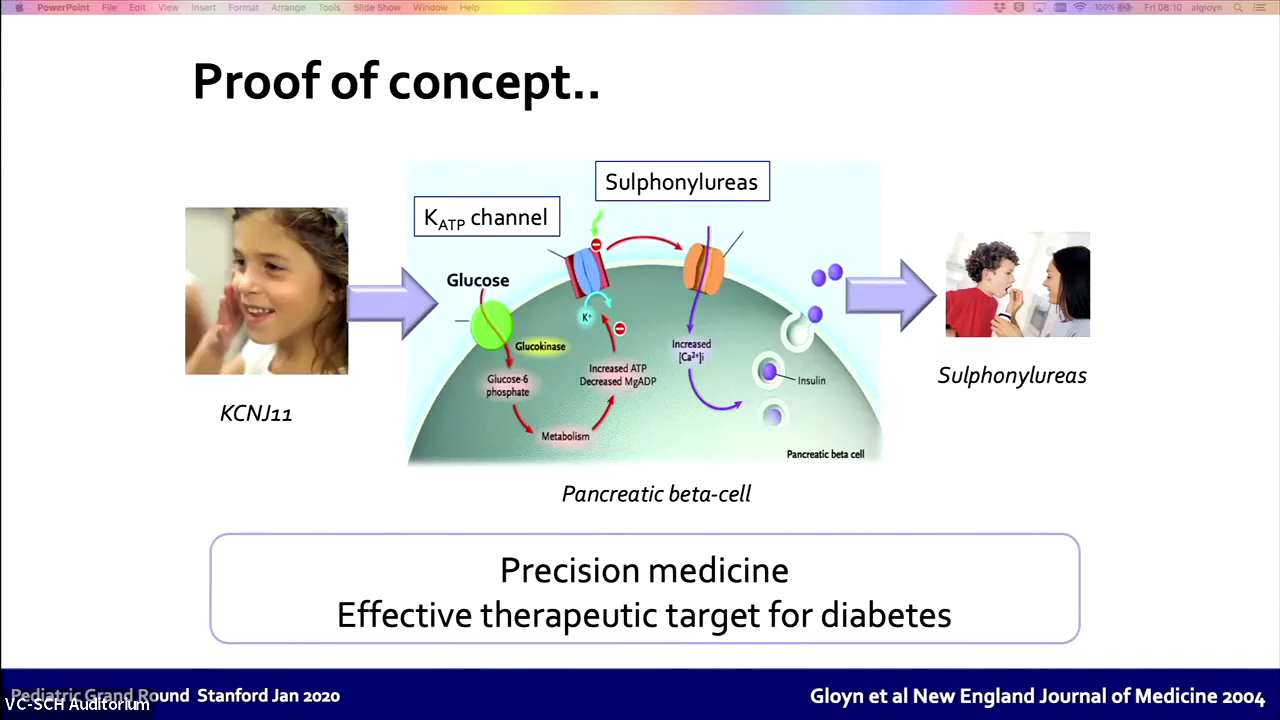 PowerPoint File Edit View Insert Format Arrange Tools Slide Show Window Help
100% Fri 08:10 algloyn
Proof of concept..
Sulphonylureas
KATP channel
Glucose
K+
Glucokinase
Increased
[Ca2+]i
Increased ATP
Decreased MgADP
Glucose-6
phosphate
Insulin
Metabolism
Pancreatic beta cell
KCNJ11
Sulphonylureas
Pancreatic beta-cell
Precision medicine
Effective therapeutic target for diabetes
Pediatric Grand Round Stanford Jan 2020
VC-SCH Auditorium
Gloyn et al New England Journal of Medicine 2004